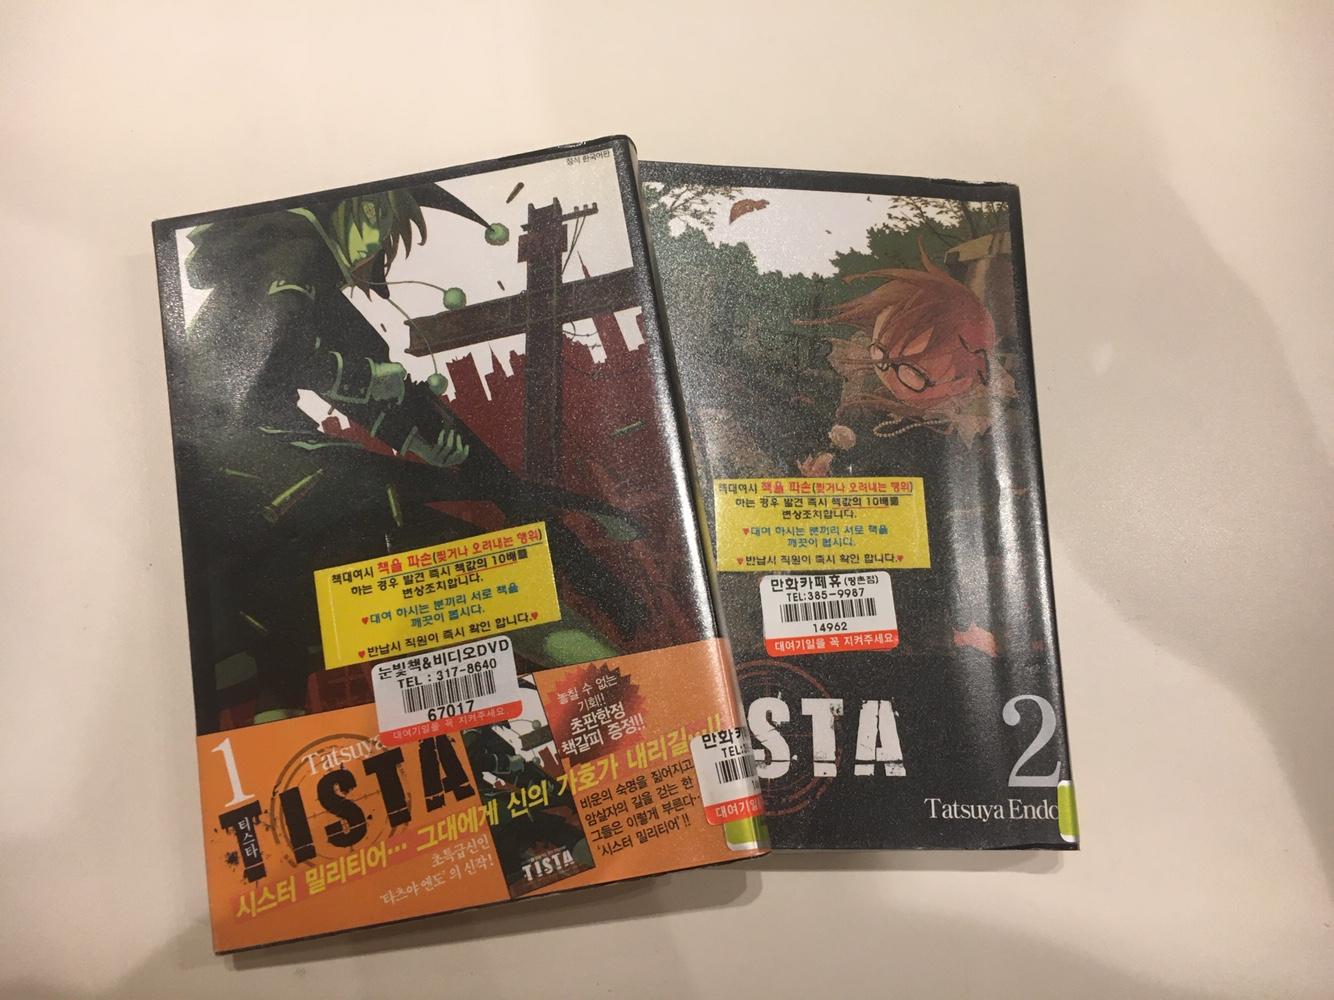 정식 한국어판
책대여시 책을 파손(찢거나 오려내는 행위)
하는 경우 발견 즉시 책값의 10배를
변상조치합니다.
♥대여 하시는 분끼리 서로 책을
깨끗이 봅시다.
♥반납시 직원이 즉시 확인 합니다.♥
눈빛책&비디오DVD
TEL : 317-8640
67017
대여기일을 꼭 지켜주세요
1
Tatsuya
TISTA
티스타
놓칠 수 없는
기회!!
초판한정
책갈피 증정!!
시스터 밀리티어... 그대에게 신의 가호가 내리길...!!
초특급신인
'타츠야 엔도'의 신작!
TISTA
비운의 숙명을 짊어지고
암살자의 길을 걷는 한
그들은 이렇게 부른다...
'시스터 밀리티어'!!
만화카
TEL:
대여기일
책대여시 책을 파손(찢거나 오려내는 행위)
하는 경우 발견 즉시 책값의 10배를
변상조치합니다.
♥대여 하시는 분끼리 서로 책을
깨끗이 봅시다.
♥반납시 직원이 즉시 확인 합니다.♥
만화카페휴(평촌점)
TEL:385-9987
14962
대여기일을 꼭 지켜주세요
STA
2
Tatsuya Endo